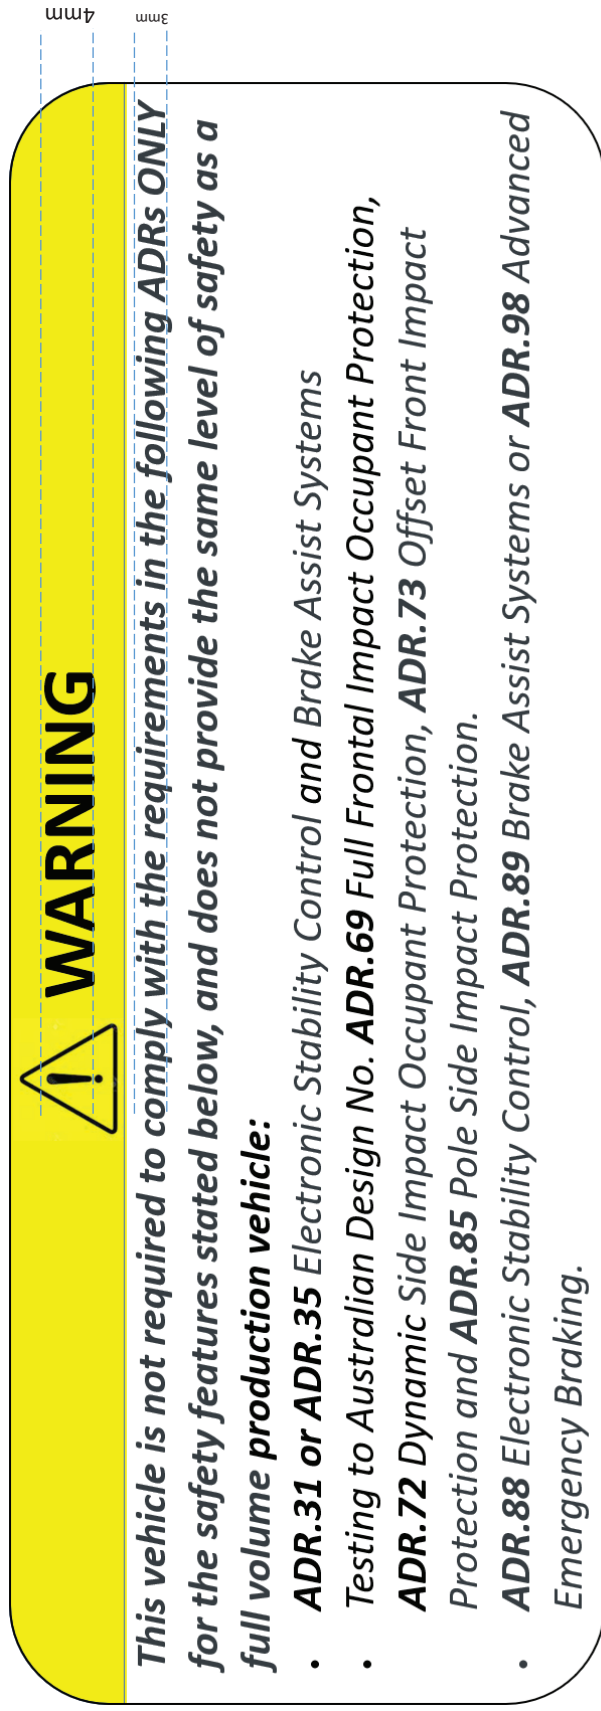 4mm
3mm
WARNING
This vehicle is not required to comply with the requirements in the following ADRs ONLY
for the safety features stated below, and does not provide the same level of safety as a
full volume production vehicle:
• ADR.31 or ADR.35 Electronic Stability Control and Brake Assist Systems
• Testing to Australian Design No. ADR.69 Full Frontal Impact Occupant Protection,
ADR.72 Dynamic Side Impact Occupant Protection, ADR.73 Offset Front Impact
Protection and ADR.85 Pole Side Impact Protection.
• ADR.88 Electronic Stability Control, ADR.89 Brake Assist Systems or ADR.98 Advanced
Emergency Braking.